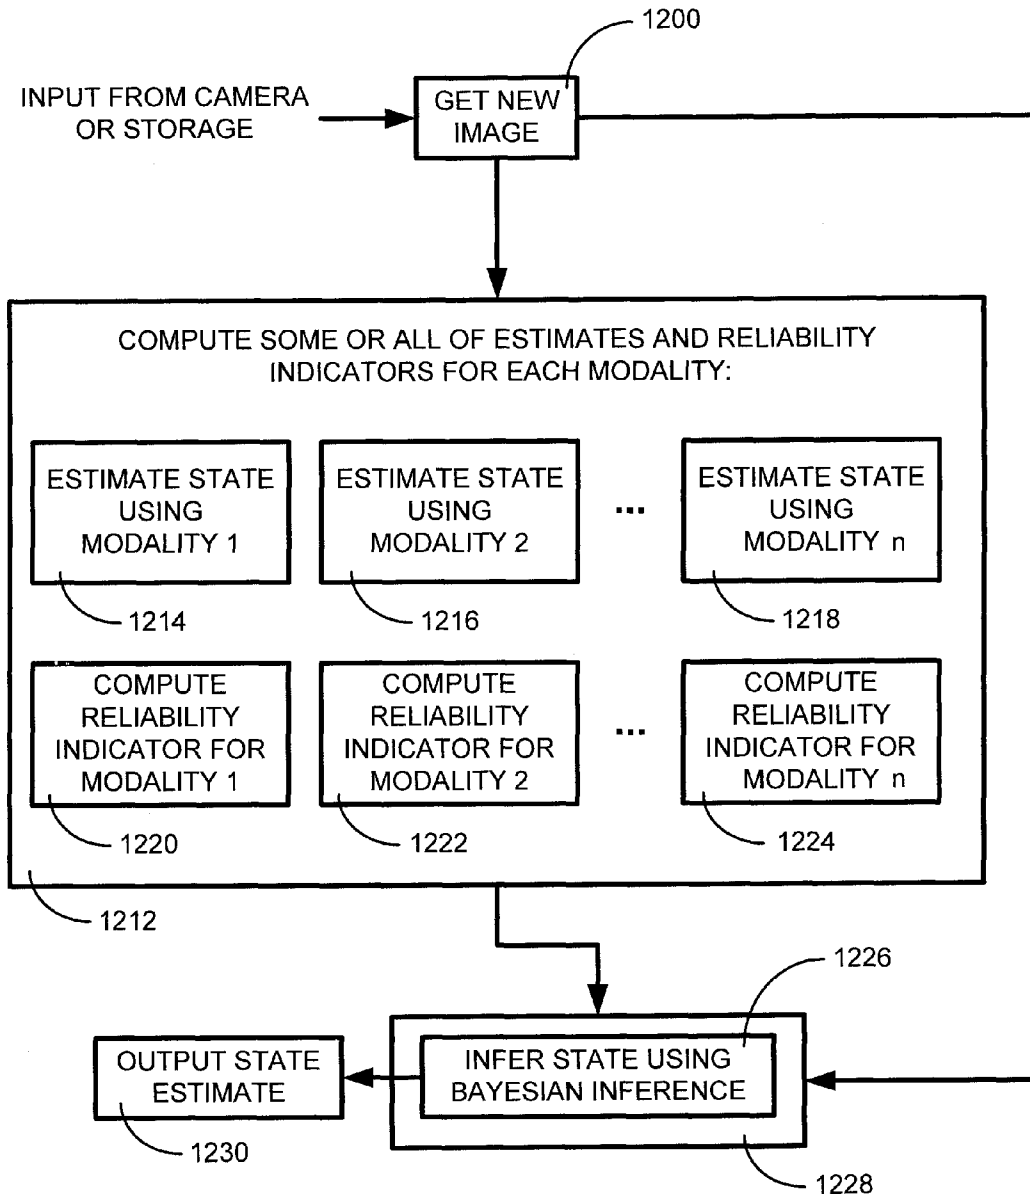 1200
INPUT FROM CAMERA
OR STORAGE
GET NEW
IMAGE
COMPUTE SOME OR ALL OF ESTIMATES AND RELIABILITY
INDICATORS FOR EACH MODALITY:
ESTIMATE STATE
USING
MODALITY 1
ESTIMATE STATE
USING
MODALITY 2
...
ESTIMATE STATE
USING
MODALITY n
1214
1216
1218
COMPUTE
RELIABILITY
INDICATOR FOR
MODALITY 1
COMPUTE
RELIABILITY
INDICATOR FOR
MODALITY 2
...
COMPUTE
RELIABILITY
INDICATOR FOR
MODALITY n
1220
1222
1224
1212
1226
OUTPUT STATE
ESTIMATE
INFER STATE USING
BAYESIAN INFERENCE
1230
1228